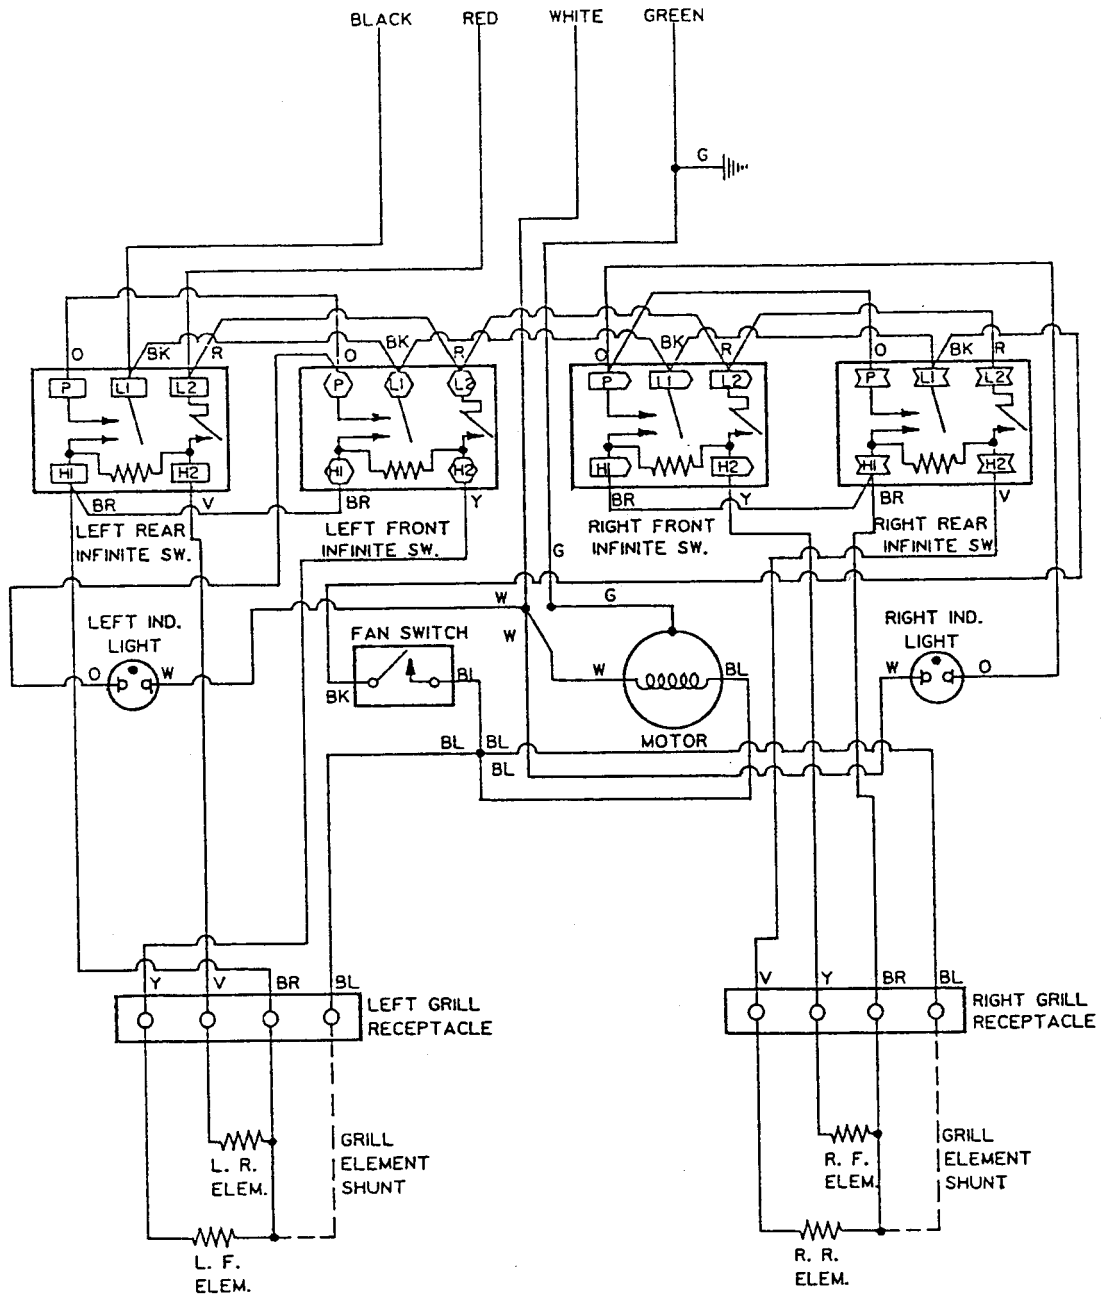 BLACK RED WHITE GREEN
G
O BK R O BK R O BK R O BK R
P L1 L2 P L1 L2 P L1 L2 P L1 L2
H1 H2 H1 H2 H1 H2 H1 H2
BR V BR Y BR Y BR V
LEFT REAR
INFINITE SW.
LEFT FRONT
INFINITE SW.
RIGHT FRONT
INFINITE SW.
RIGHT REAR
INFINITE SW
G
W G
W
LEFT IND.
LIGHT
O W
FAN SWITCH
BK BL
W BL
MOTOR
RIGHT IND.
LIGHT
W O
BL BL
BL
Y V BR BL
LEFT GRILL
RECEPTACLE
V Y BR BL
RIGHT GRILL
RECEPTACLE
L. R.
ELEM.
GRILL
ELEMENT
SHUNT
L. F.
ELEM.
R. F.
ELEM.
GRILL
ELEMENT
SHUNT
R. R.
ELEM.